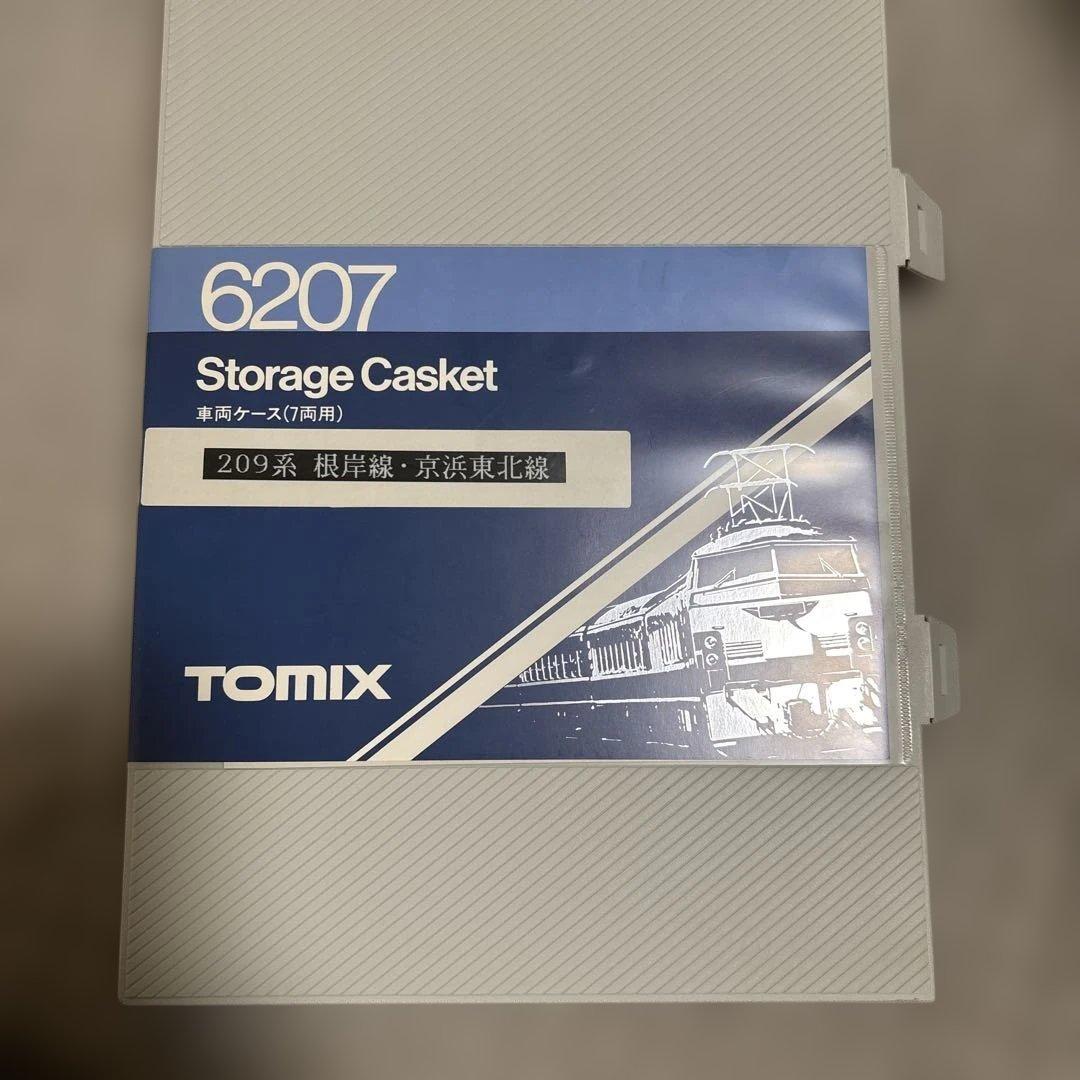 6207
Storage Casket
車両ケース(7両用)
209系 根岸線・京浜東北線
TOMIX